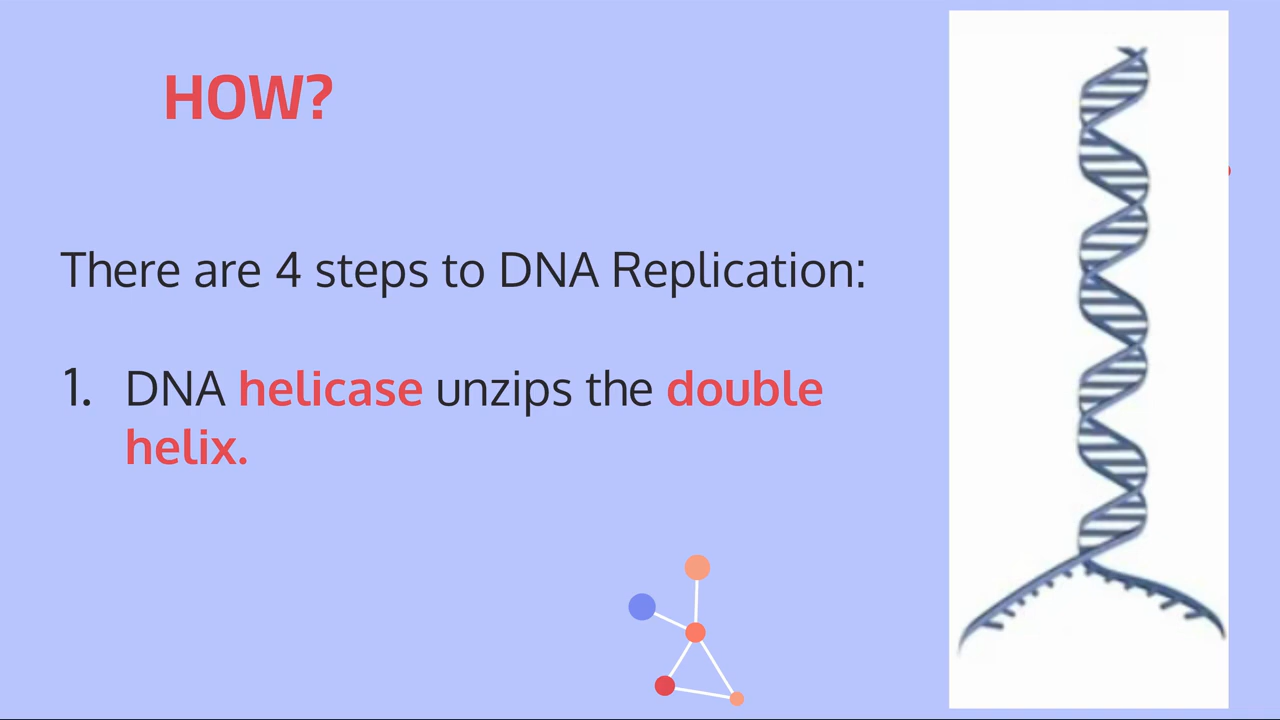 HOW?
There are 4 steps to DNA Replication:
1. DNA helicase unzips the double
helix.